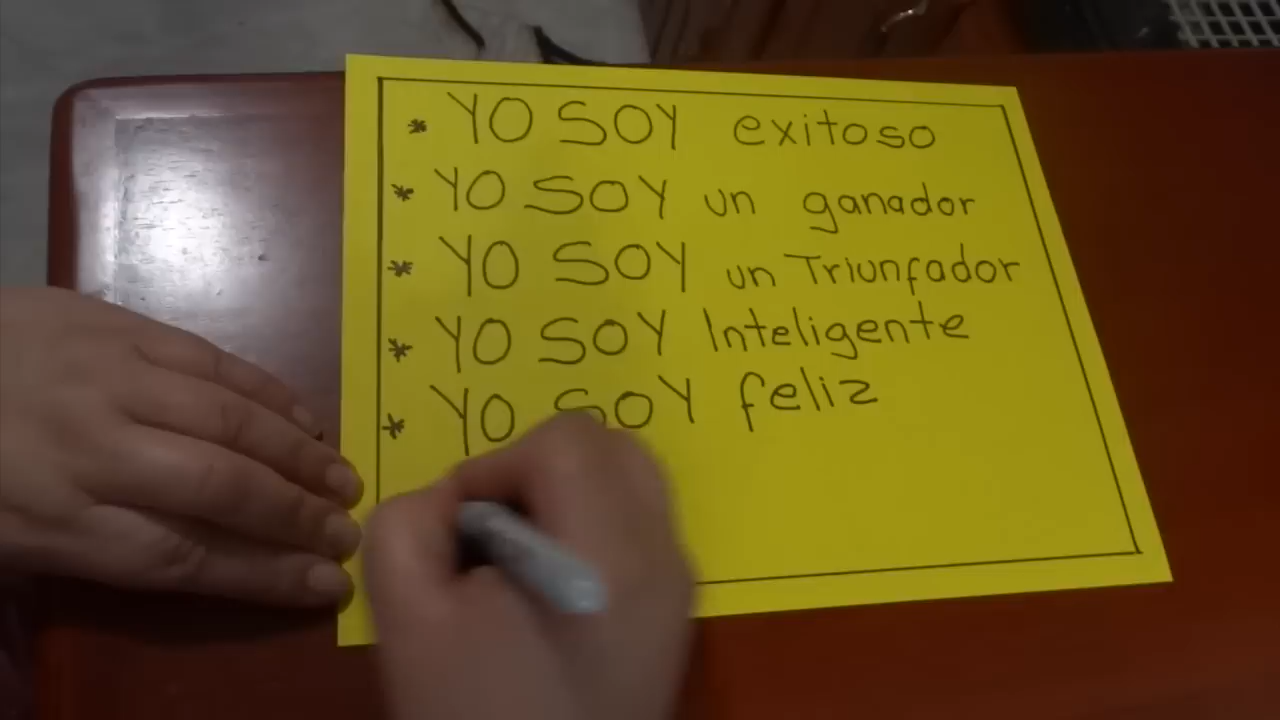 * YO SOY exitoso
* YO SOY un ganador
* YO SOY un Triunfador
* YO SOY Inteligente
* YO SOY feliz